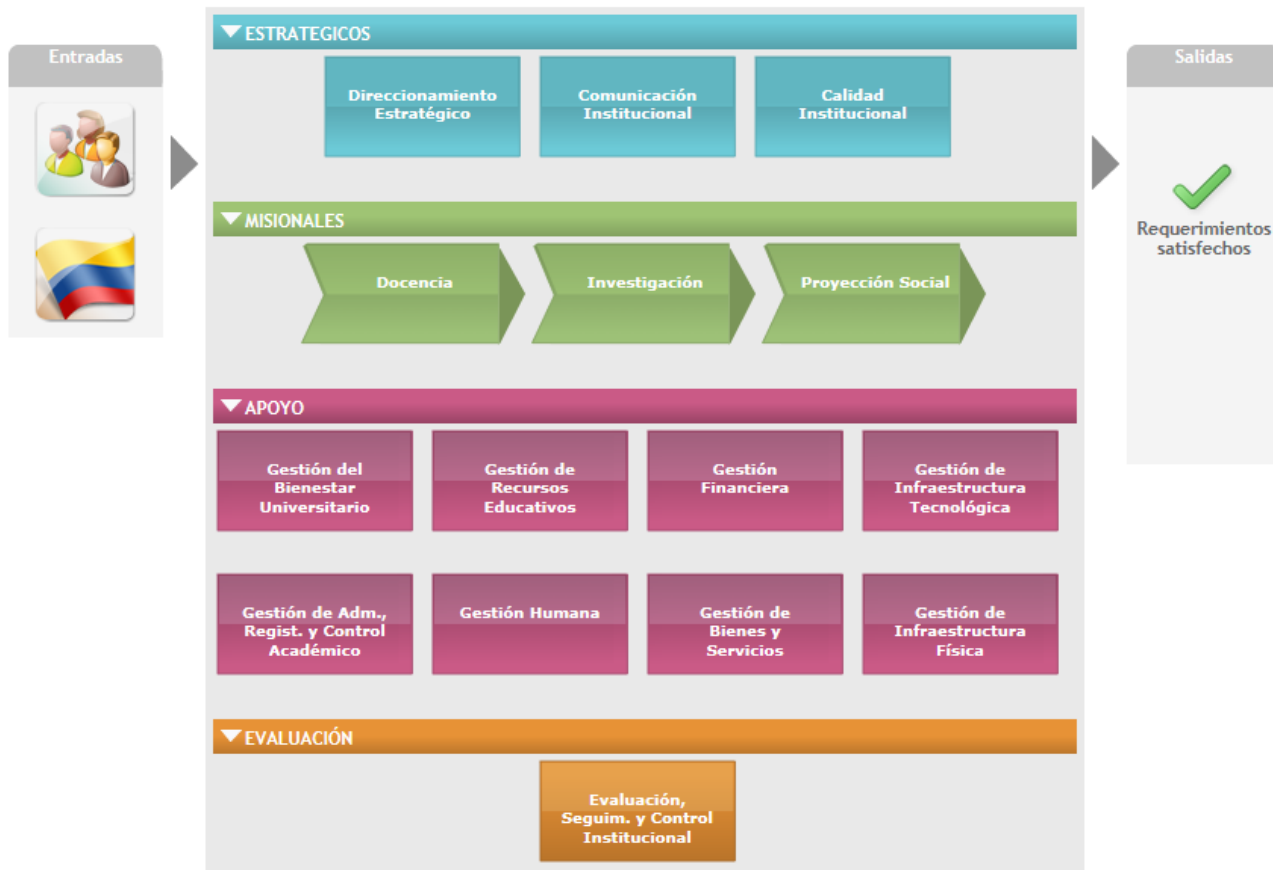 Entradas
ESTRATEGICOS
Direccionamiento
Estratégico
Comunicación
Institucional
Calidad
Institucional
MISIONALES
Docencia
Investigación
Proyección Social
APOYO
Gestión del
Bienestar
Universitario
Gestión de
Recursos
Educativos
Gestión
Financiera
Gestión de
Infraestructura
Tecnológica
Gestión de Adm.,
Regist. y Control
Académico
Gestión Humana
Gestión de
Bienes y
Servicios
Gestión de
Infraestructura
Física
EVALUACIÓN
Evaluación,
Seguim. y Control
Institucional
Salidas
Requerimientos
satisfechos